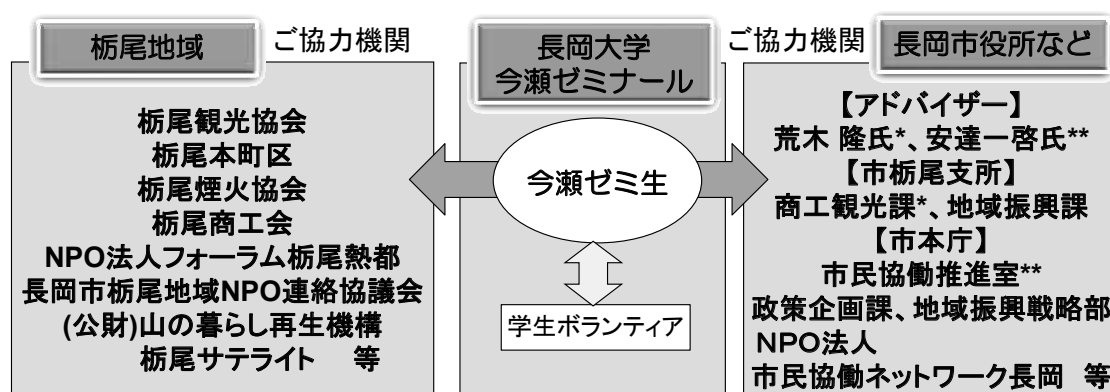 栃尾地域
ご協力機関
栃尾観光協会
栃尾本町区
栃尾煙火協会
栃尾商工会
NPO法人フォーラム栃尾熱都
長岡市栃尾地域NPO連絡協議会
(公財)山の暮らし再生機構
栃尾サテライト 等
長岡大学
今瀬ゼミナール
今瀬ゼミ生
学生ボランティア
ご協力機関
長岡市役所など
【アドバイザー】
荒木 隆氏*、安達一啓氏**
【市栃尾支所】
商工観光課*、地域振興課
【市本庁】
市民協働推進室**
政策企画課、地域振興戦略部
NPO法人
市民協働ネットワーク長岡 等